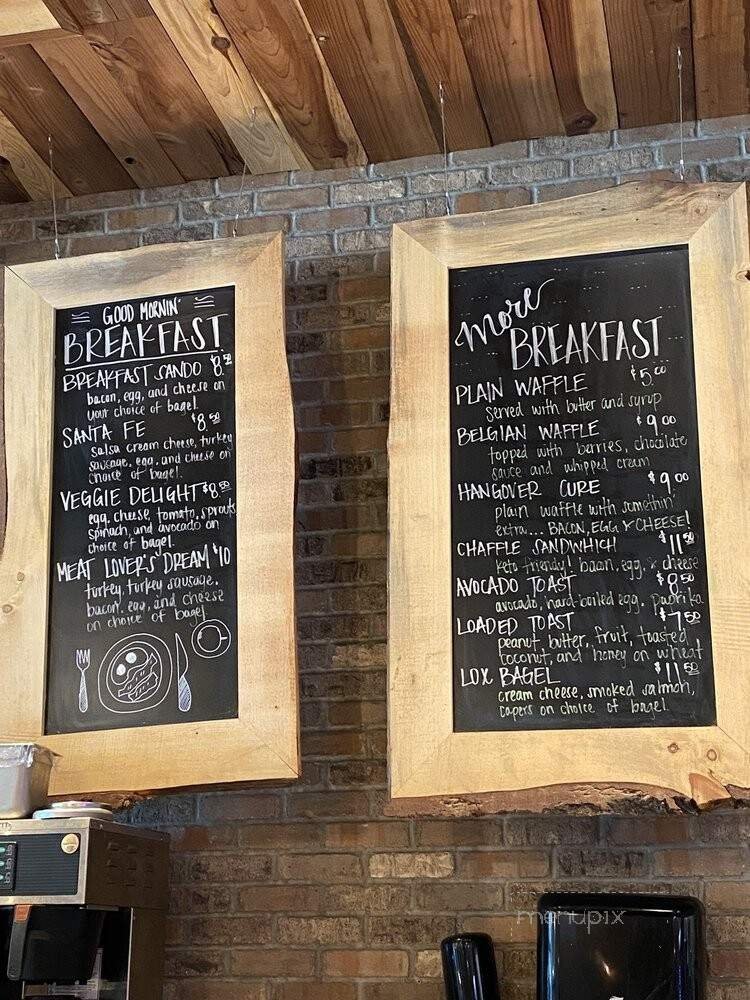 GOOD MORNIN'
BREAKFAST
BREAKFAST SANDO $8.50
bacon, egg, and cheese on
your choice of bagel.
SANTA FE $8.50
salsa cream cheese, turkey
sausage, egg, and cheese on
choice of bagel.
VEGGIE DELIGHT $8.50
egg, cheese, tomato, sprouts
spinach, and avocado on
choice of bagel.
MEAT LOVER'S DREAM $10
turkey, turkey sausage,
bacon, egg, and cheese
on choice of bagel.
More
BREAKFAST
PLAIN WAFFLE $5.00
served with butter and syrup
BELGIAN WAFFLE $9.00
topped with berries, chocolate
sauce and whipped cream
HANGOVER CURE $9.00
plain waffle with somethin'
extra... BACON, EGG & CHEESE!
CHAFFLE SANDWHICH $11.50
keto friendly! bacon, egg, & cheese
AVOCADO TOAST $8.50
avocado, hard-boiled egg, paprika
LOADED TOAST $7.50
peanut butter, fruit, toasted
coconut, and honey on wheat
LOX BAGEL $11.50
cream cheese, smoked salmon,
capers on choice of bagel.
menupix